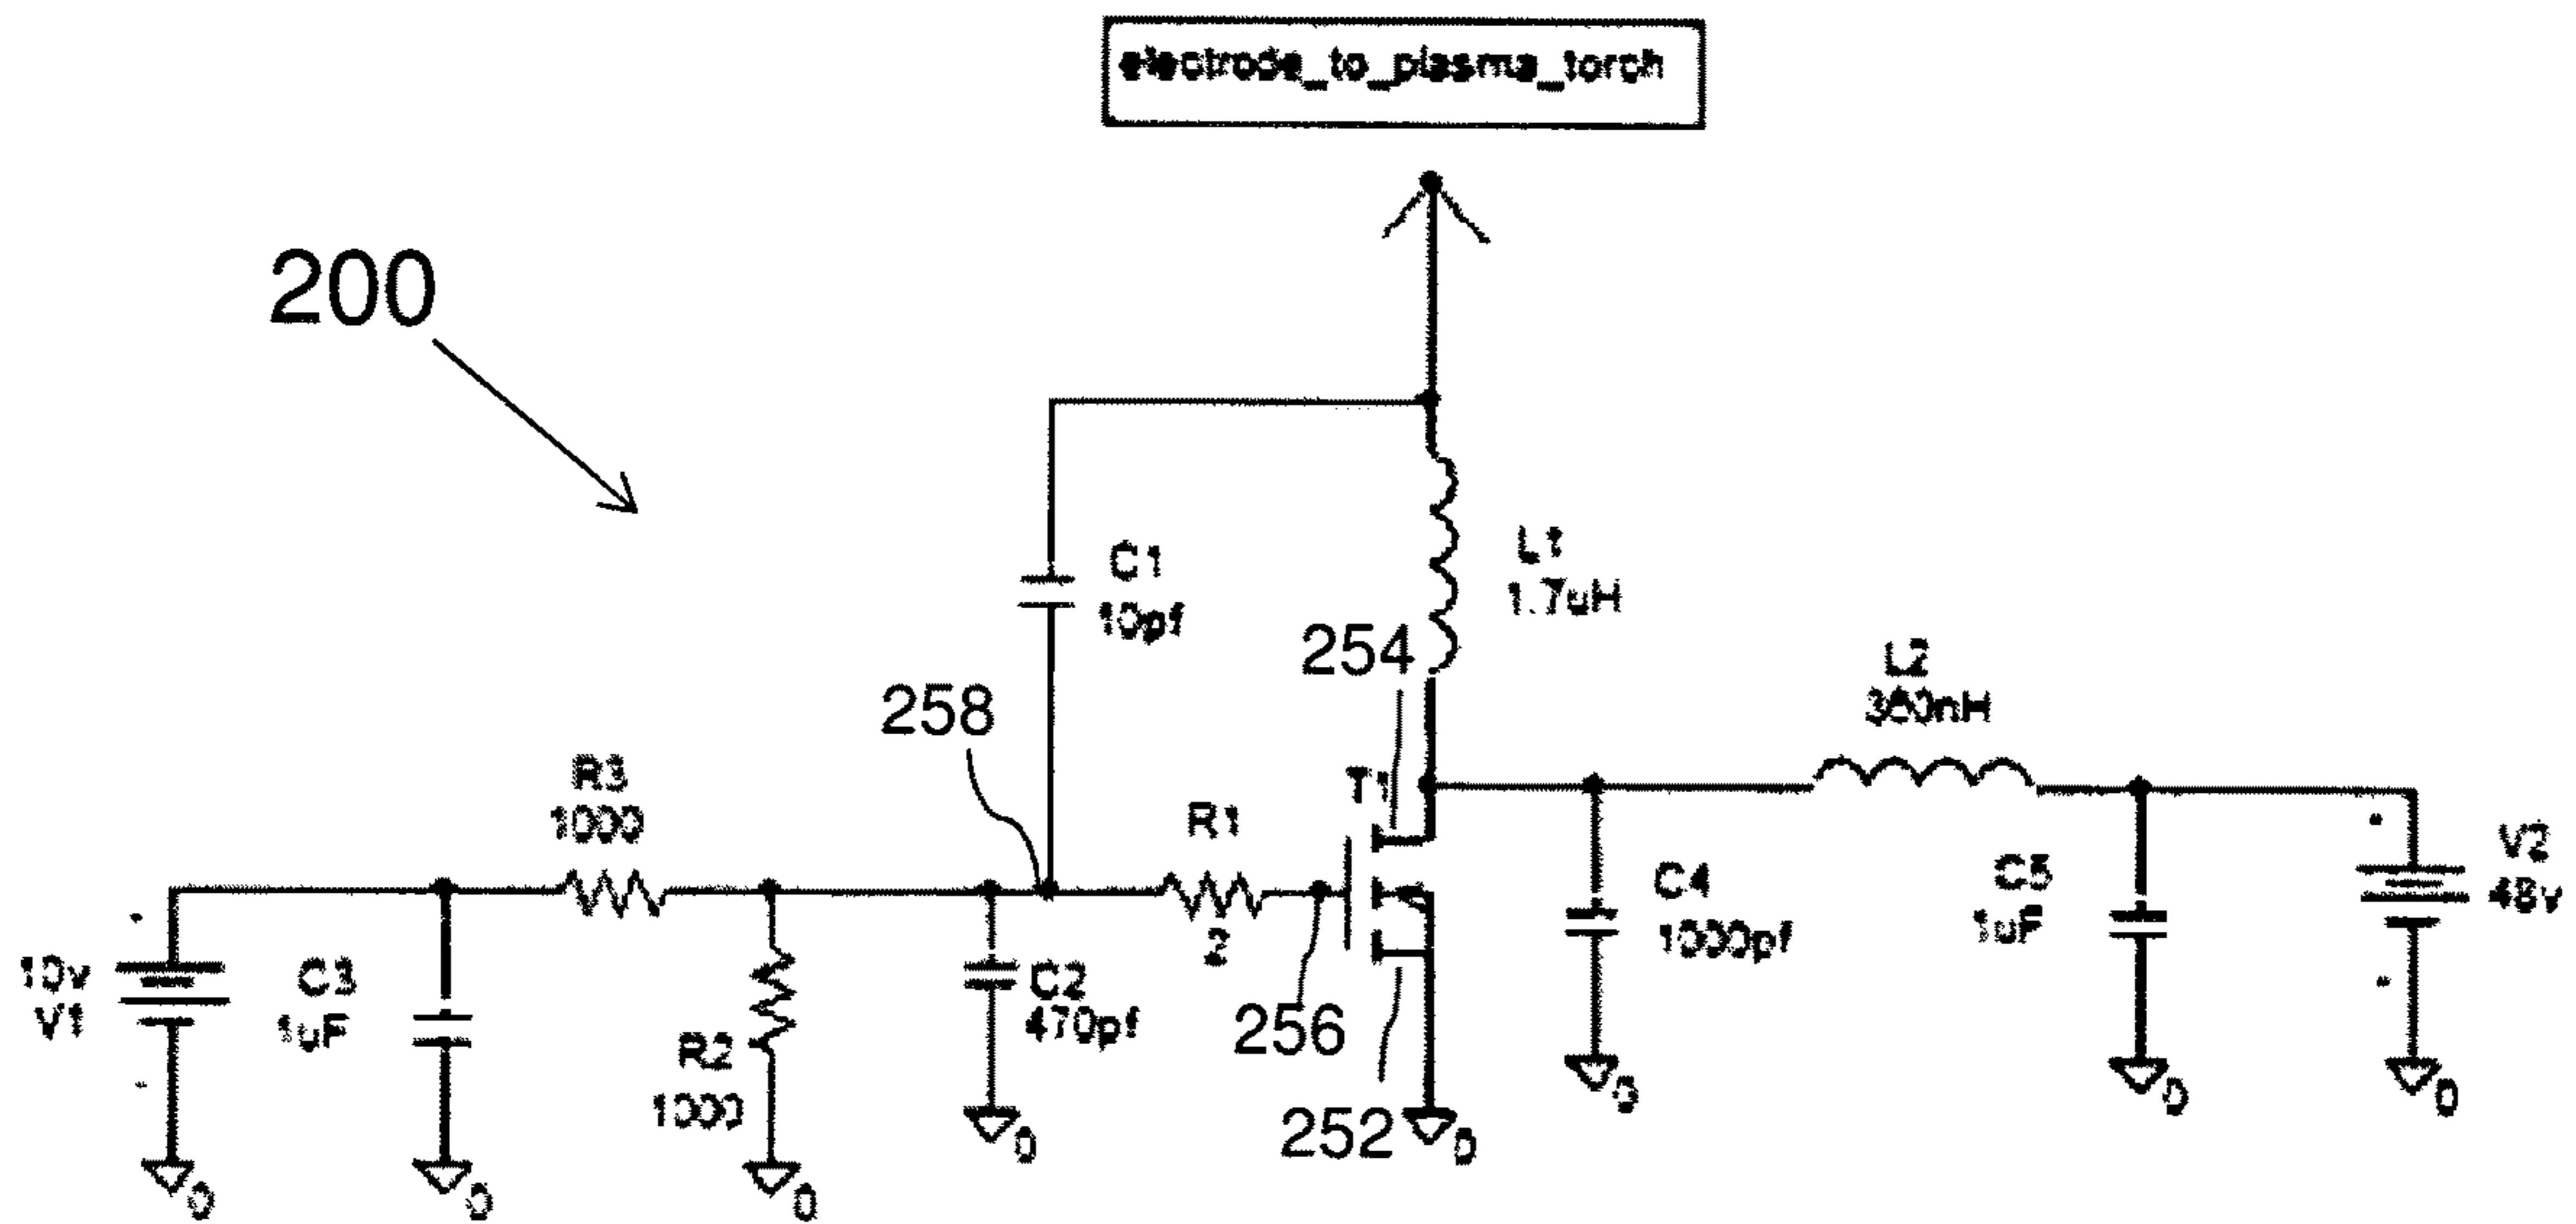 electrode_to_plasma_torch
200
C1
10pf
L1
1.7uH
254
258
L2
R3
1000
T1
R1
2
V2
48v
C4
1000pf
C5
1uF
10v
V1
C3
1uF
R2
1000
C2
470pf
256
252
0
0
0
0
0
0
0
0